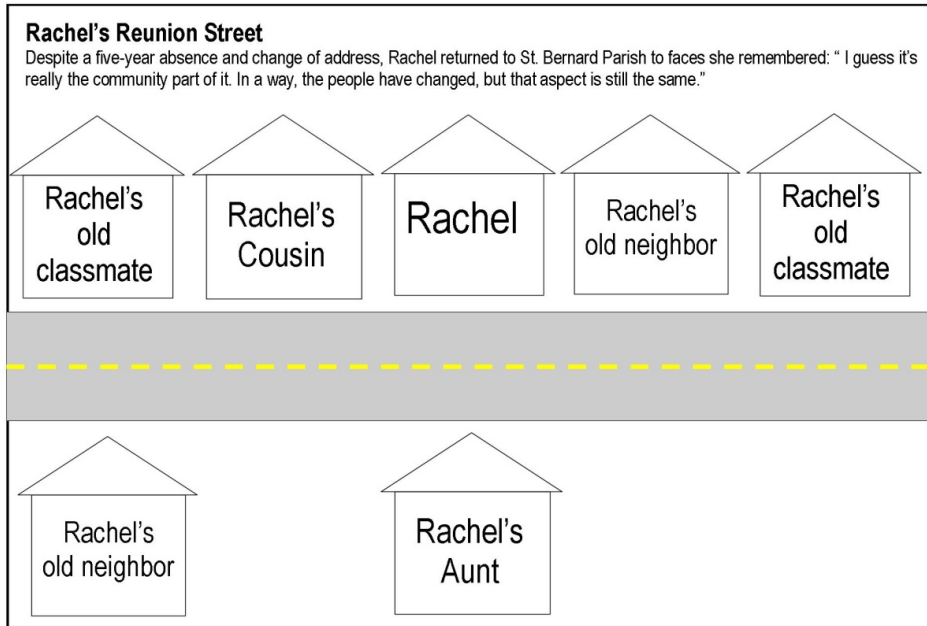 Rachel's Reunion Street
Despite a five-year absence and change of address, Rachel returned to St. Bernard Parish to faces she remembered: “ I guess it's
really the community part of it. In a way, the people have changed, but that aspect is still the same.”
Rachel's
old
classmate
Rachel's
Cousin
Rachel
Rachel's
old neighbor
Rachel's
old
classmate
Rachel's
old neighbor
Rachel's
Aunt